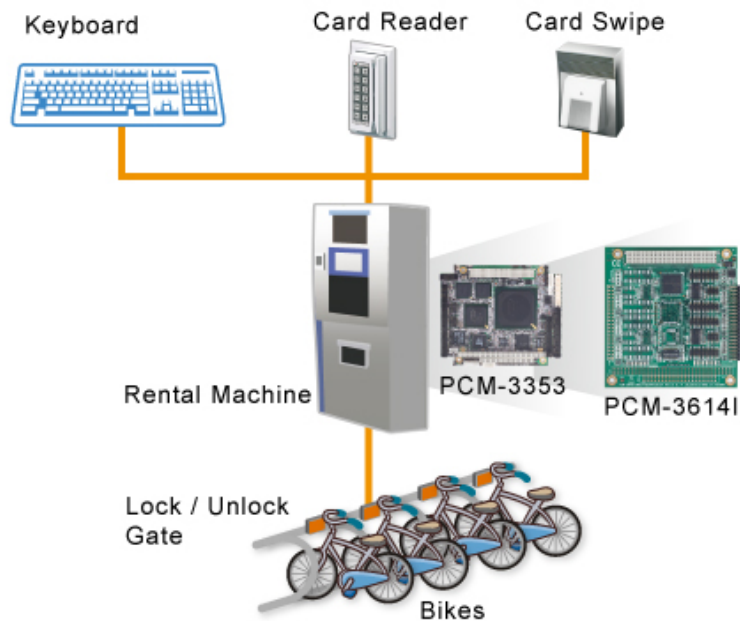 Keyboard
Card Reader
Card Swipe
Rental Machine
PCM-3353
PCM-3614I
Lock / Unlock
Gate
Bikes